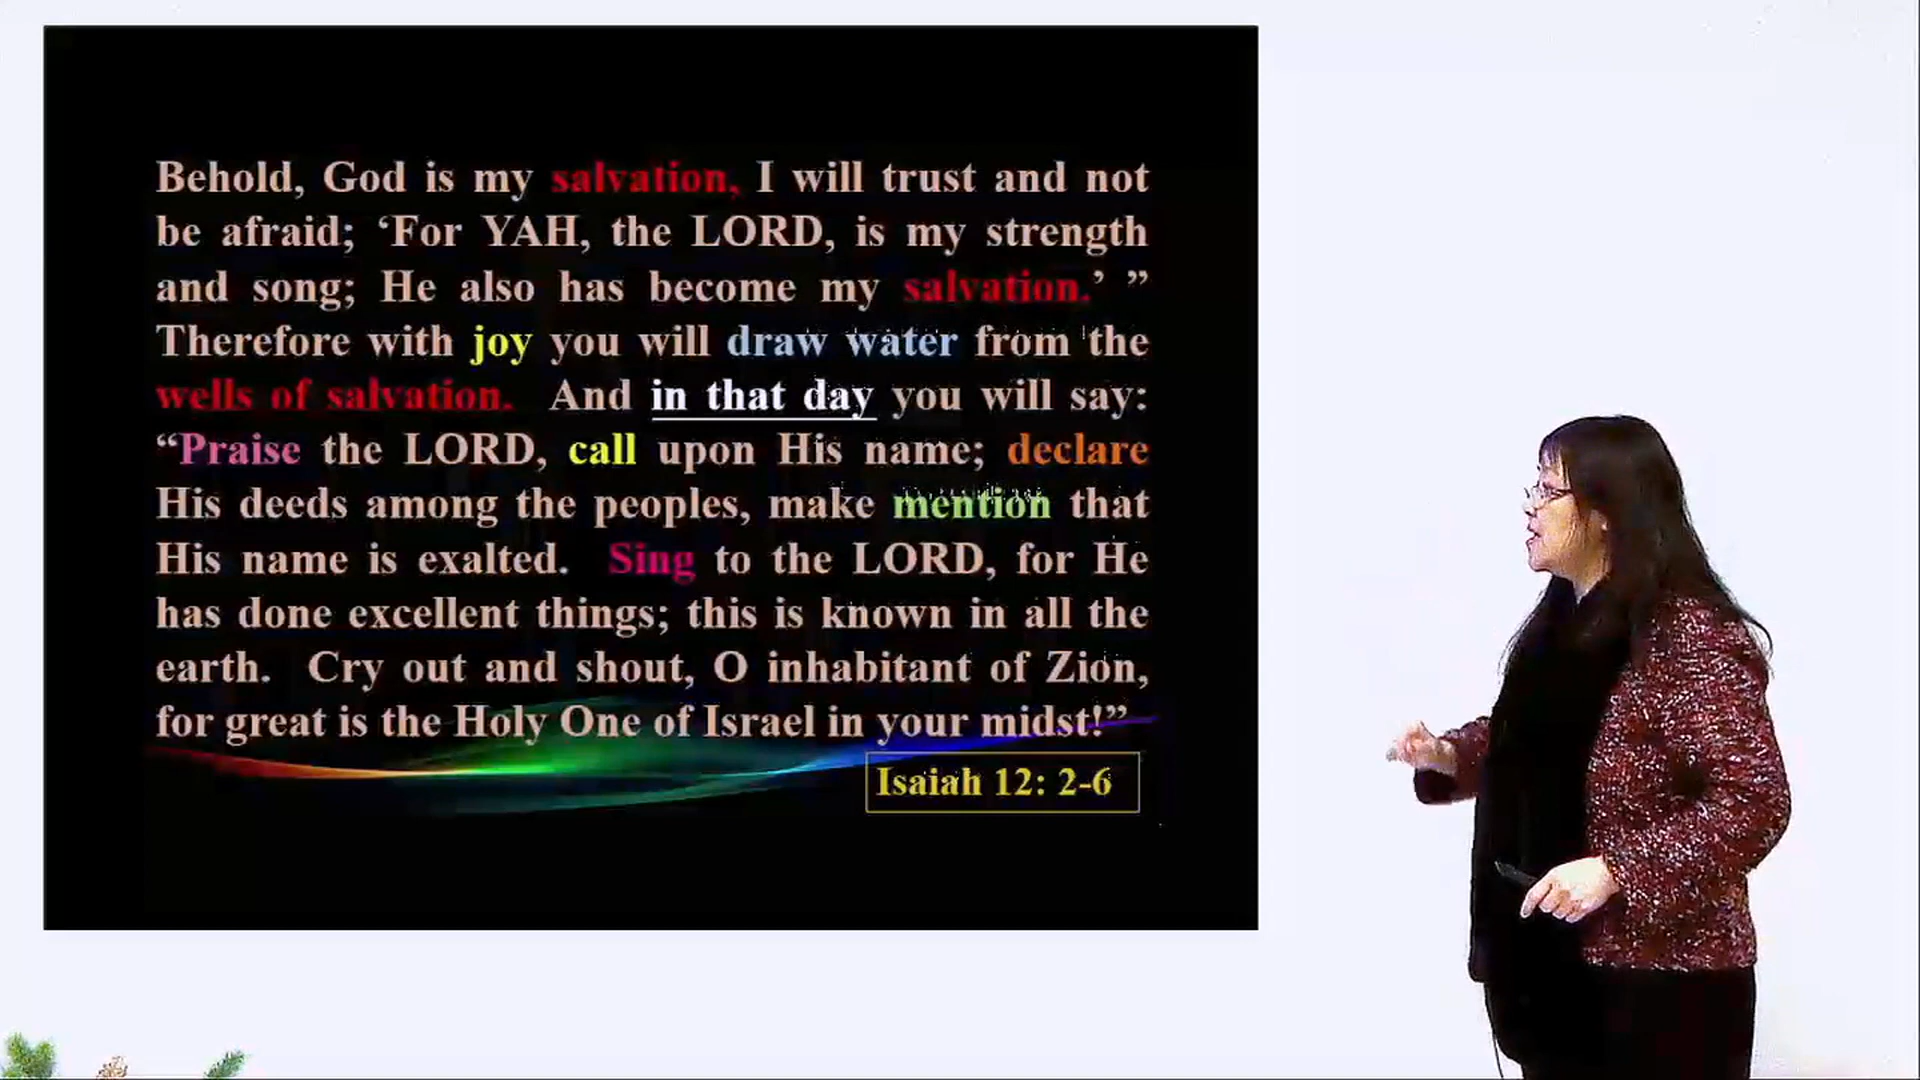 Behold, God is my salvation, I will trust and not
be afraid; ‘For YAH, the LORD, is my strength
and song; He also has become my salvation.’ ”
Therefore with joy you will draw water from the
wells of salvation. And in that day you will say:
“Praise the LORD, call upon His name; declare
His deeds among the peoples, make mention that
His name is exalted. Sing to the LORD, for He
has done excellent things; this is known in all the
earth. Cry out and shout, O inhabitant of Zion,
for great is the Holy One of Israel in your midst!”
Isaiah 12: 2-6